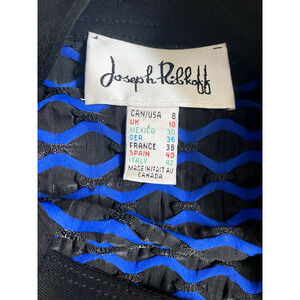 Joseph Ribkoff
CAN/USA 8
UK 10
MEXICO 30
GER 36
FRANCE 38
SPAIN 40
ITALY 42
MADE IN/FAIT AU
CANADA